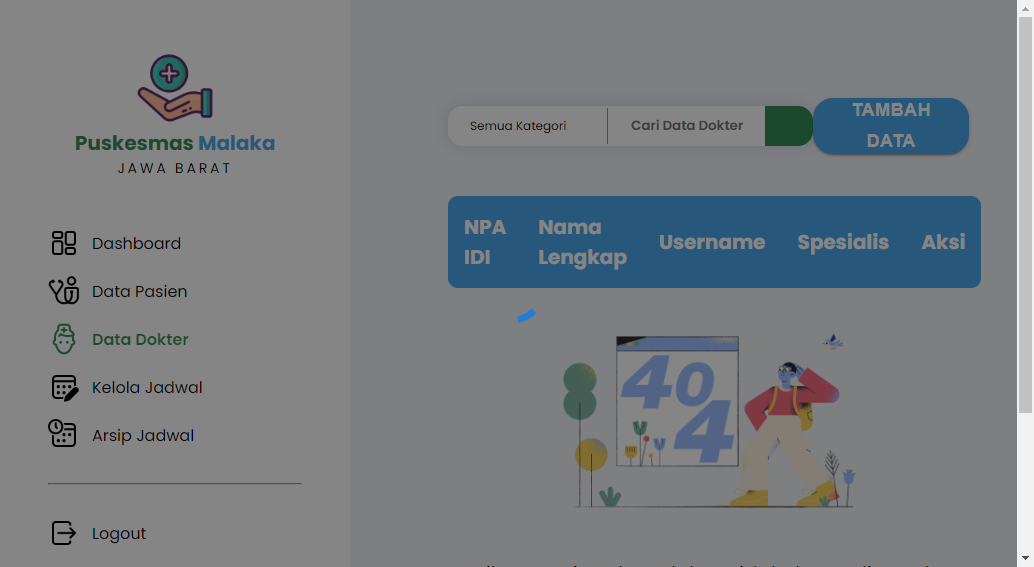 Puskesmas Malaka
JAWA BARAT
Dashboard
Data Pasien
Data Dokter
Kelola Jadwal
Arsip Jadwal
Logout
Semua Kategori
Cari Data Dokter
TAMBAH
DATA
NPA
IDI
Nama
Lengkap
Username
Spesialis
Aksi
404